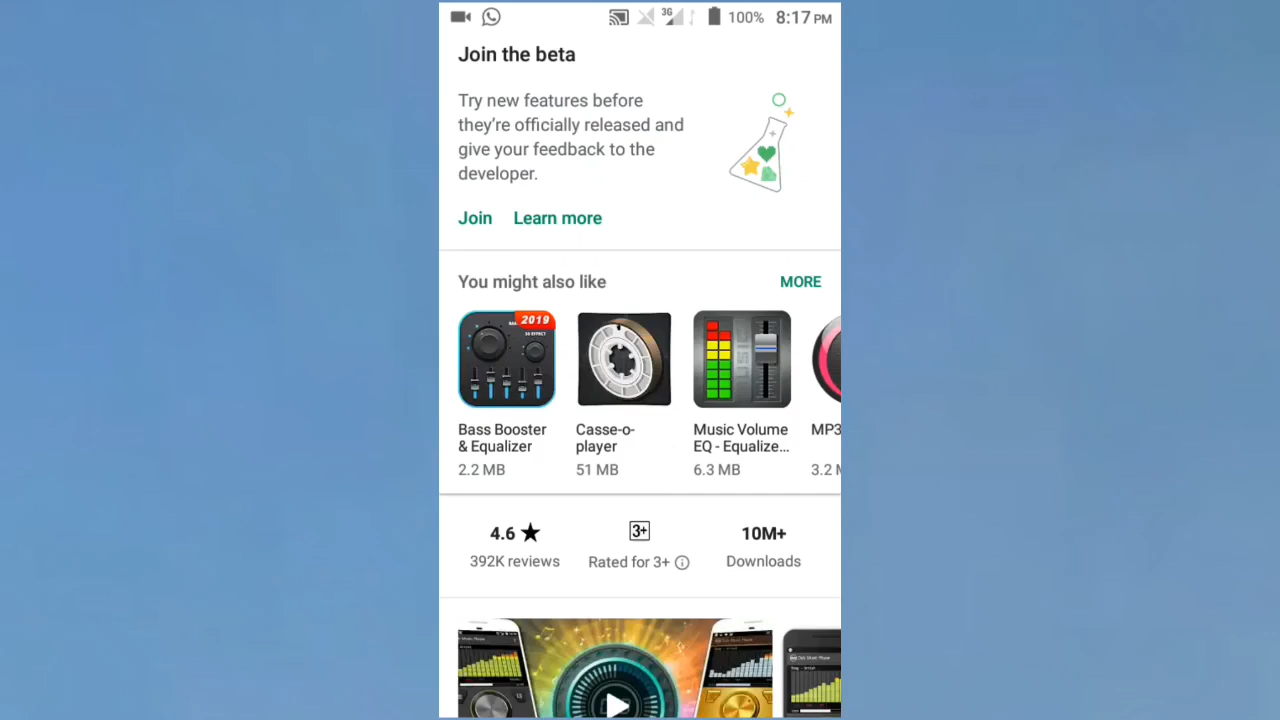 3G 100% 8:17 PM
Join the beta
Try new features before
they're officially released and
give your feedback to the
developer.
Join Learn more
You might also like MORE
2019
Bass Booster
& Equalizer
2.2 MB
Casse-o-
player
51 MB
Music Volume
EQ - Equalize...
6.3 MB
MP3
3.2
4.6 ★ 3+ 10M+
392K reviews Rated for 3+ Downloads